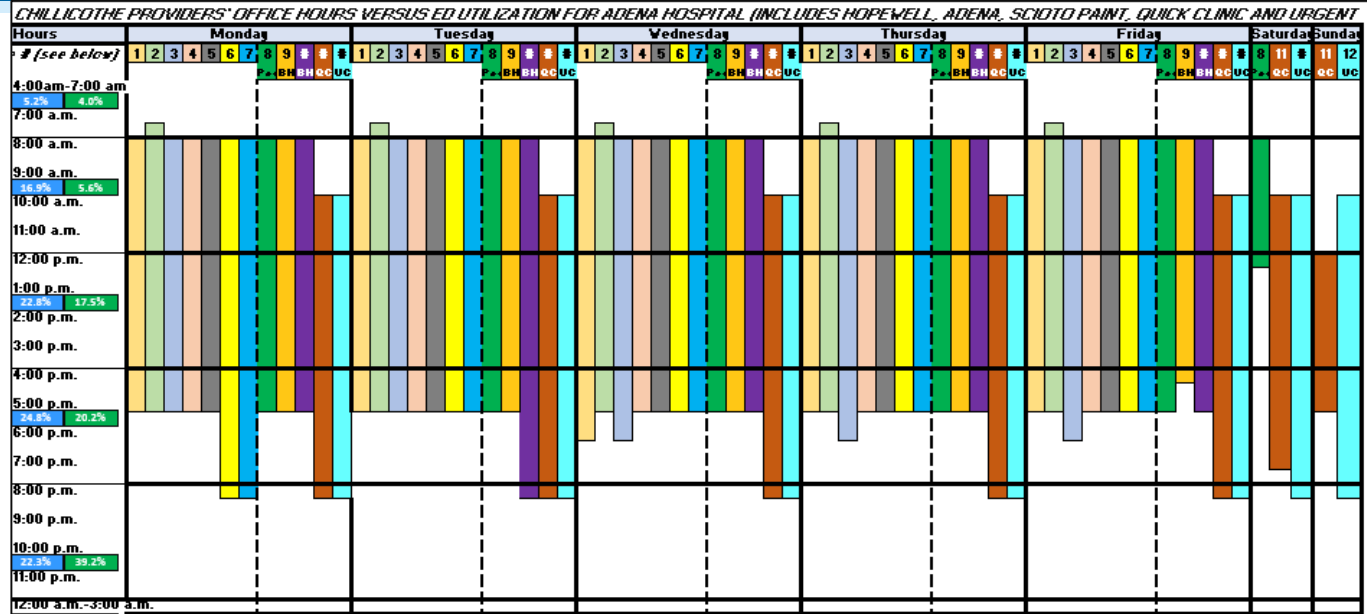 CHILLICOTHE PROVIDERS' OFFICE HOURS VERSUS ED UTILIZATION FOR ADENA HOSPITAL (INCLUDES HOPEWELL, ADENA, SCIOTO PAINT, QUICK CLINIC AND URGENT
Hours Monday Tuesday Wednesday Thursday Friday Saturday Sunday
# (see below) 1 2 3 4 5 6 7 8 9 # # # 1 2 3 4 5 6 7 8 9 # # # 1 2 3 4 5 6 7 8 9 # # # 1 2 3 4 5 6 7 8 9 # # # 1 2 3 4 5 6 7 8 9 # # # 8 11 # 11 12
BH BH QC UC BH BH QC UC BH BH QC UC BH BH QC UC BH BH QC UC QC UC QC UC
4:00am-7:00 am
5.2% 4.0%
7:00 a.m.
8:00 a.m.
9:00 a.m.
16.9% 5.6%
10:00 a.m.
11:00 a.m.
12:00 p.m.
1:00 p.m.
22.8% 17.5%
2:00 p.m.
3:00 p.m.
4:00 p.m.
5:00 p.m.
24.8% 20.2%
6:00 p.m.
7:00 p.m.
8:00 p.m.
9:00 p.m.
10:00 p.m.
22.3% 39.2%
11:00 p.m.
12:00 a.m.-3:00 a.m.